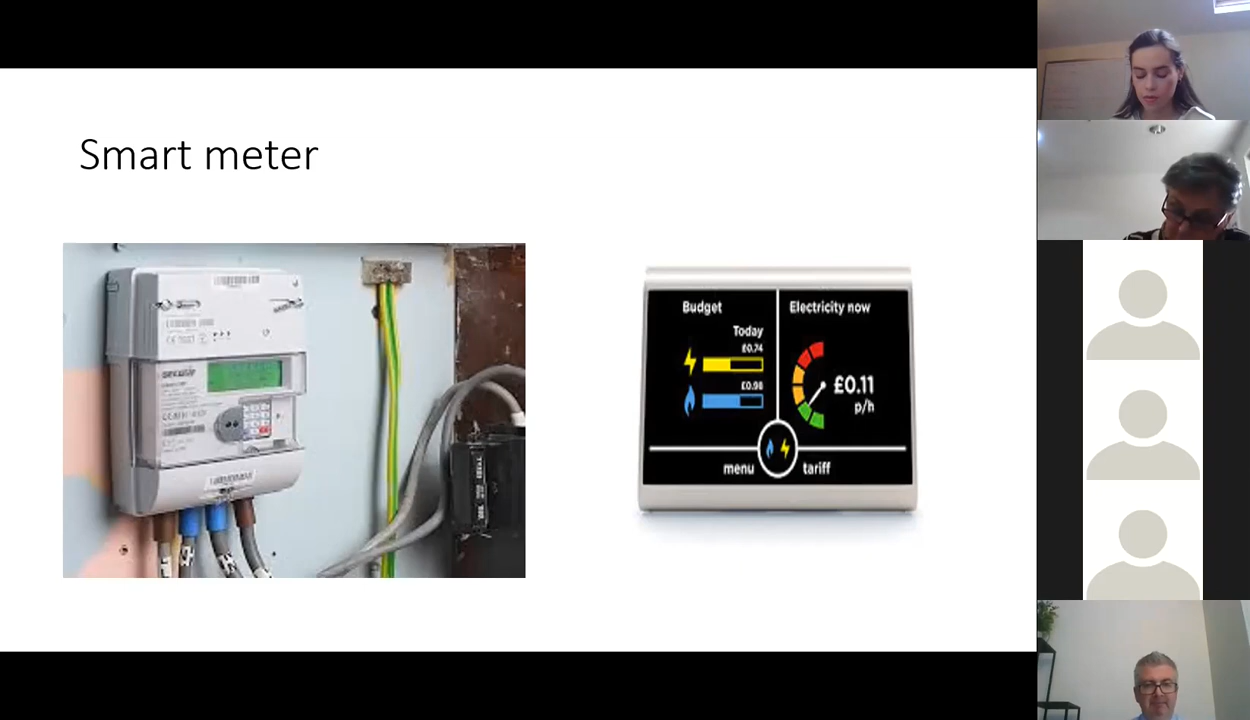 Smart meter
Budget
Electricity now
Today
£0.74
£0.98
£0.11
p/h
menu
tariff